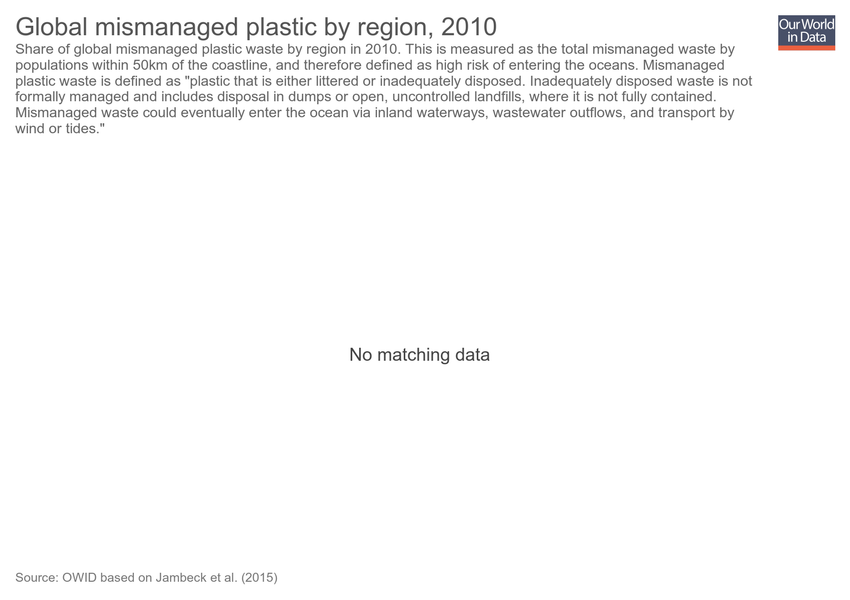 Global mismanaged plastic by region, 2010
Our World
in Data
Share of global mismanaged plastic waste by region in 2010. This is measured as the total mismanaged waste by
populations within 50km of the coastline, and therefore defined as high risk of entering the oceans. Mismanaged
plastic waste is defined as "plastic that is either littered or inadequately disposed. Inadequately disposed waste is not
formally managed and includes disposal in dumps or open, uncontrolled landfills, where it is not fully contained.
Mismanaged waste could eventually enter the ocean via inland waterways, wastewater outflows, and transport by
wind or tides."
No matching data
Source: OWID based on Jambeck et al. (2015)